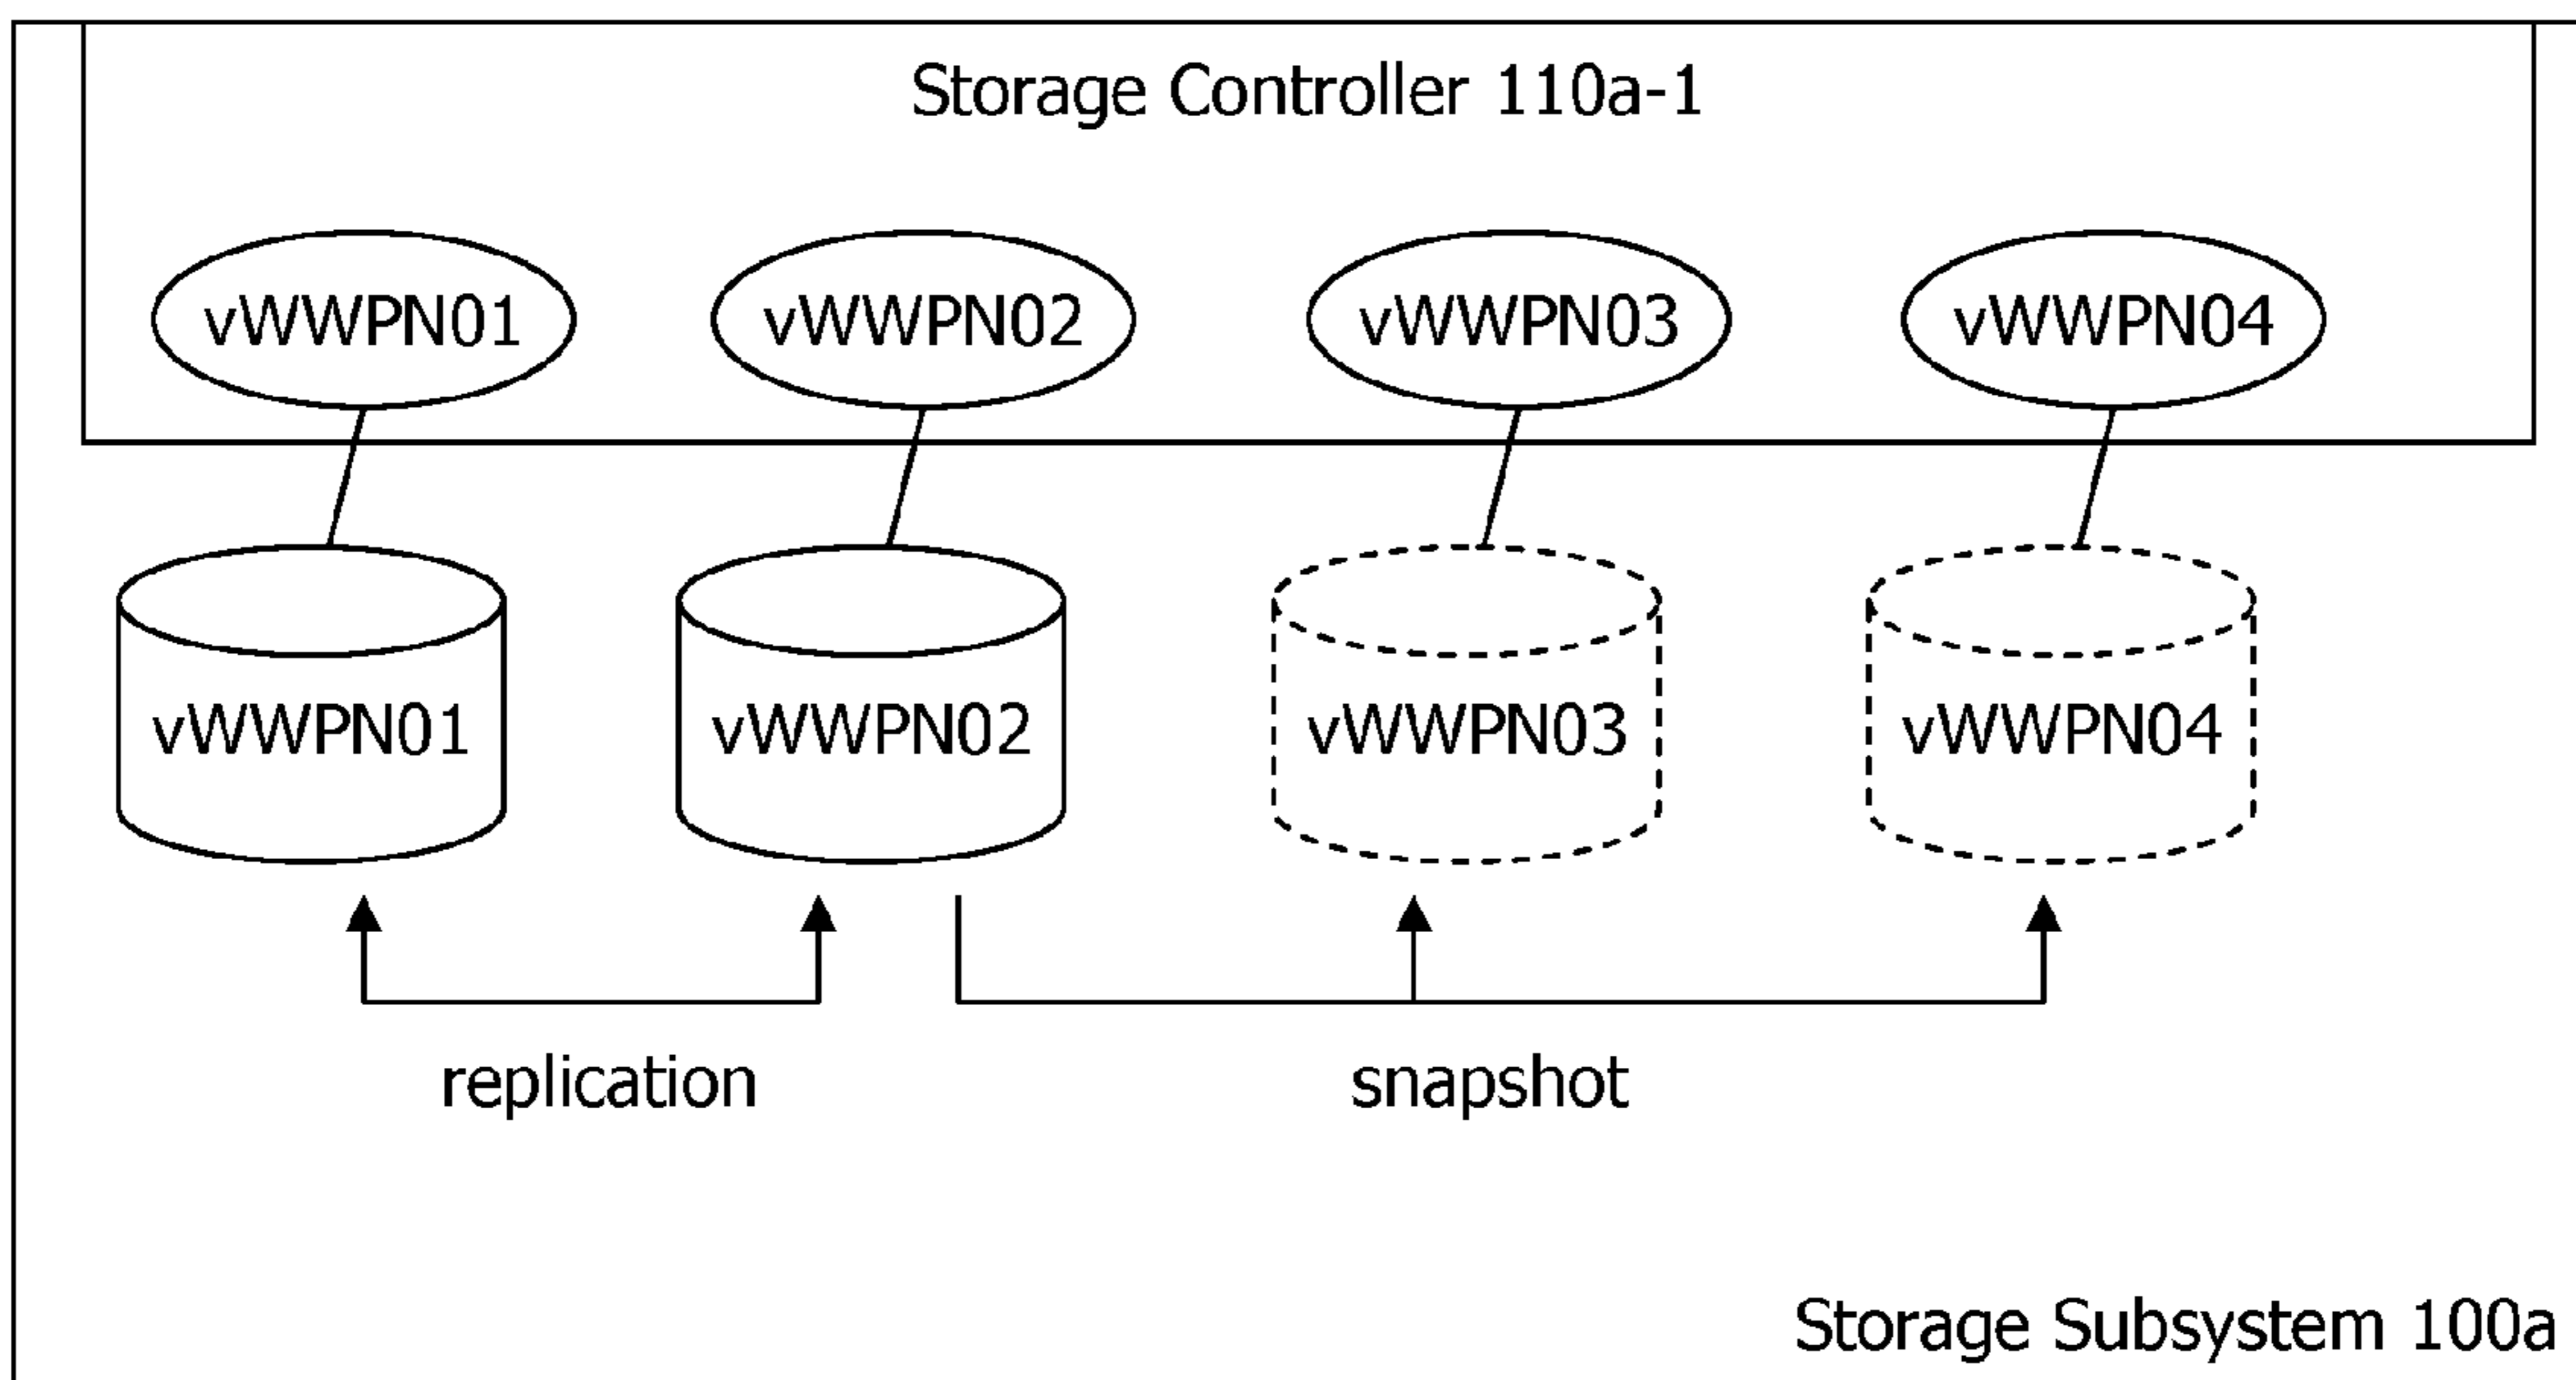 Storage Controller 110a-1
vWWPN01 vWWPN02 vWWPN03 vWWPN04
vWWPN01 vWWPN02 vWWPN03 vWWPN04
replication snapshot
Storage Subsystem 100a